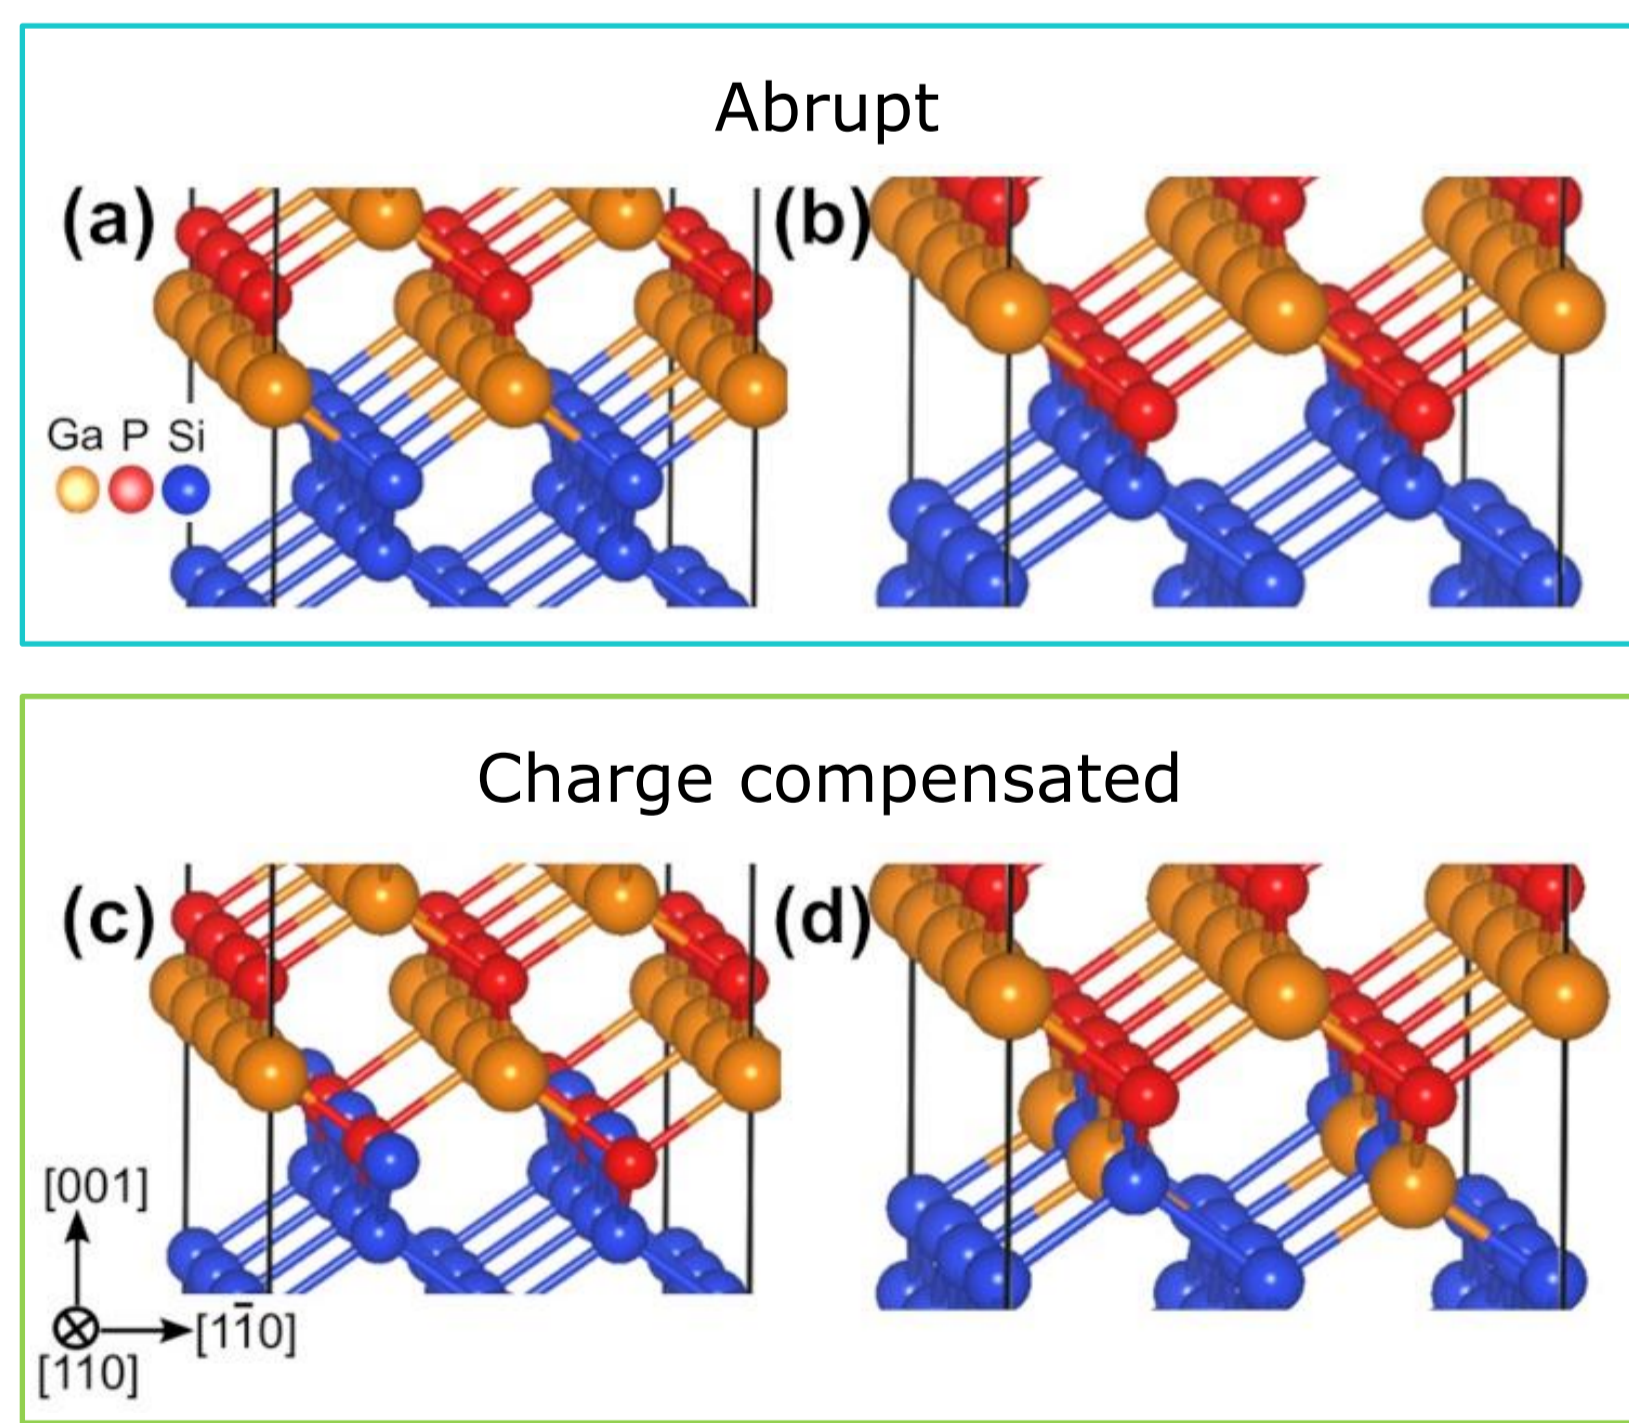 Abrupt
(a)
(b)
Ga P Si
Charge compensated
(c)
(d)
[001]
[11̄0]
[110]